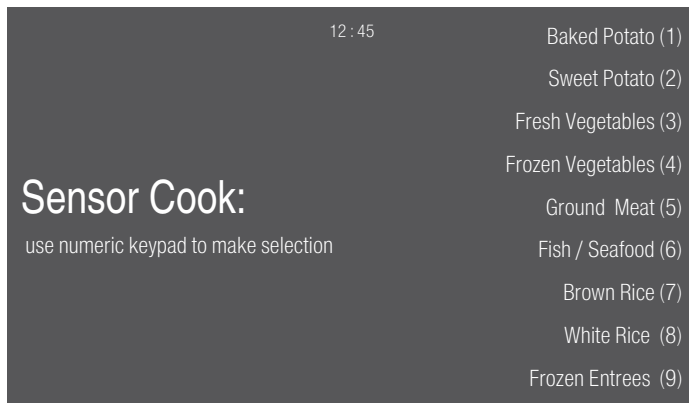 12 : 45
Baked Potato (1)
Sweet Potato (2)
Fresh Vegetables (3)
Frozen Vegetables (4)
Sensor Cook:
use numeric keypad to make selection
Ground Meat (5)
Fish / Seafood (6)
Brown Rice (7)
White Rice (8)
Frozen Entrees (9)